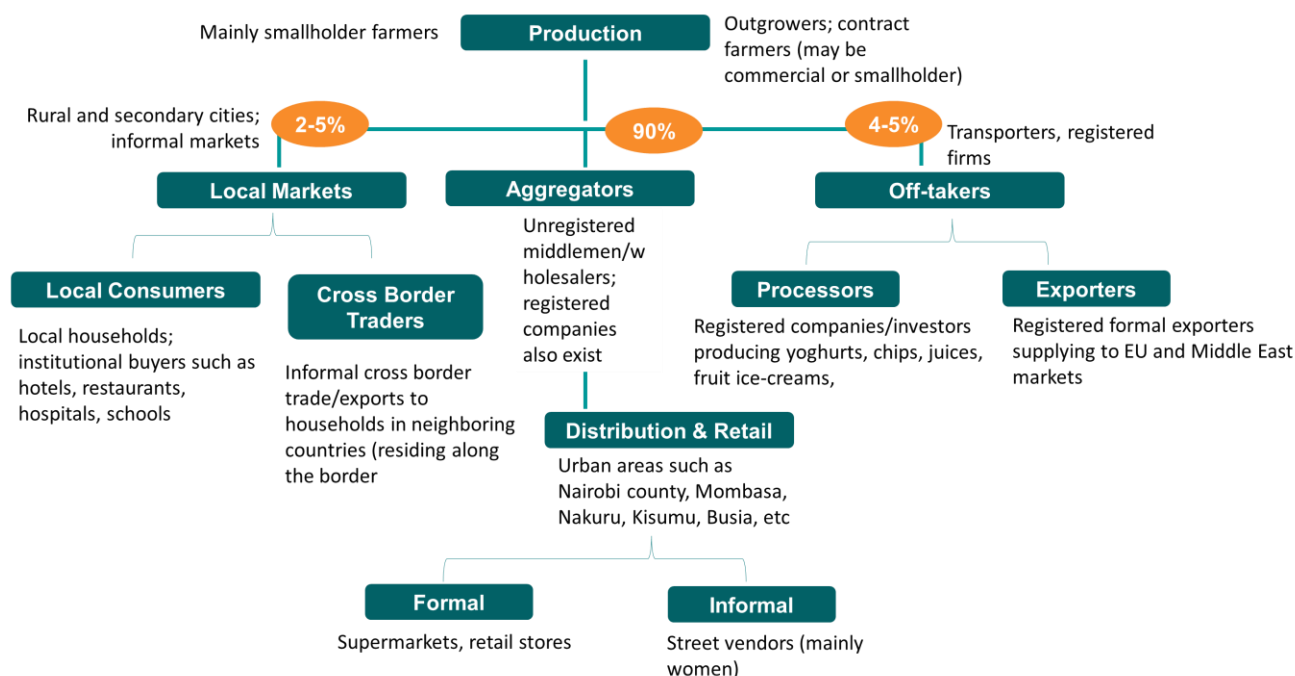 Mainly smallholder farmers
Production
Outgrowers; contract
farmers (may be
commercial or smallholder)
Rural and secondary cities;
informal markets
2-5%
90%
4-5%
Transporters, registered
firms
Local Markets
Aggregators
Off-takers
Unregistered
middlemen/w
holesalers;
registered
companies
also exist
Local Consumers
Local households;
institutional buyers such as
hotels, restaurants,
hospitals, schools
Cross Border
Traders
Informal cross border
trade/exports to
households in neighboring
countries (residing along
the border
Processors
Registered companies/investors
producing yoghurts, chips, juices,
fruit ice-creams,
Exporters
Registered formal exporters
supplying to EU and Middle East
markets
Distribution & Retail
Urban areas such as
Nairobi county, Mombasa,
Nakuru, Kisumu, Busia, etc
Formal
Supermarkets, retail stores
Informal
Street vendors (mainly
women)